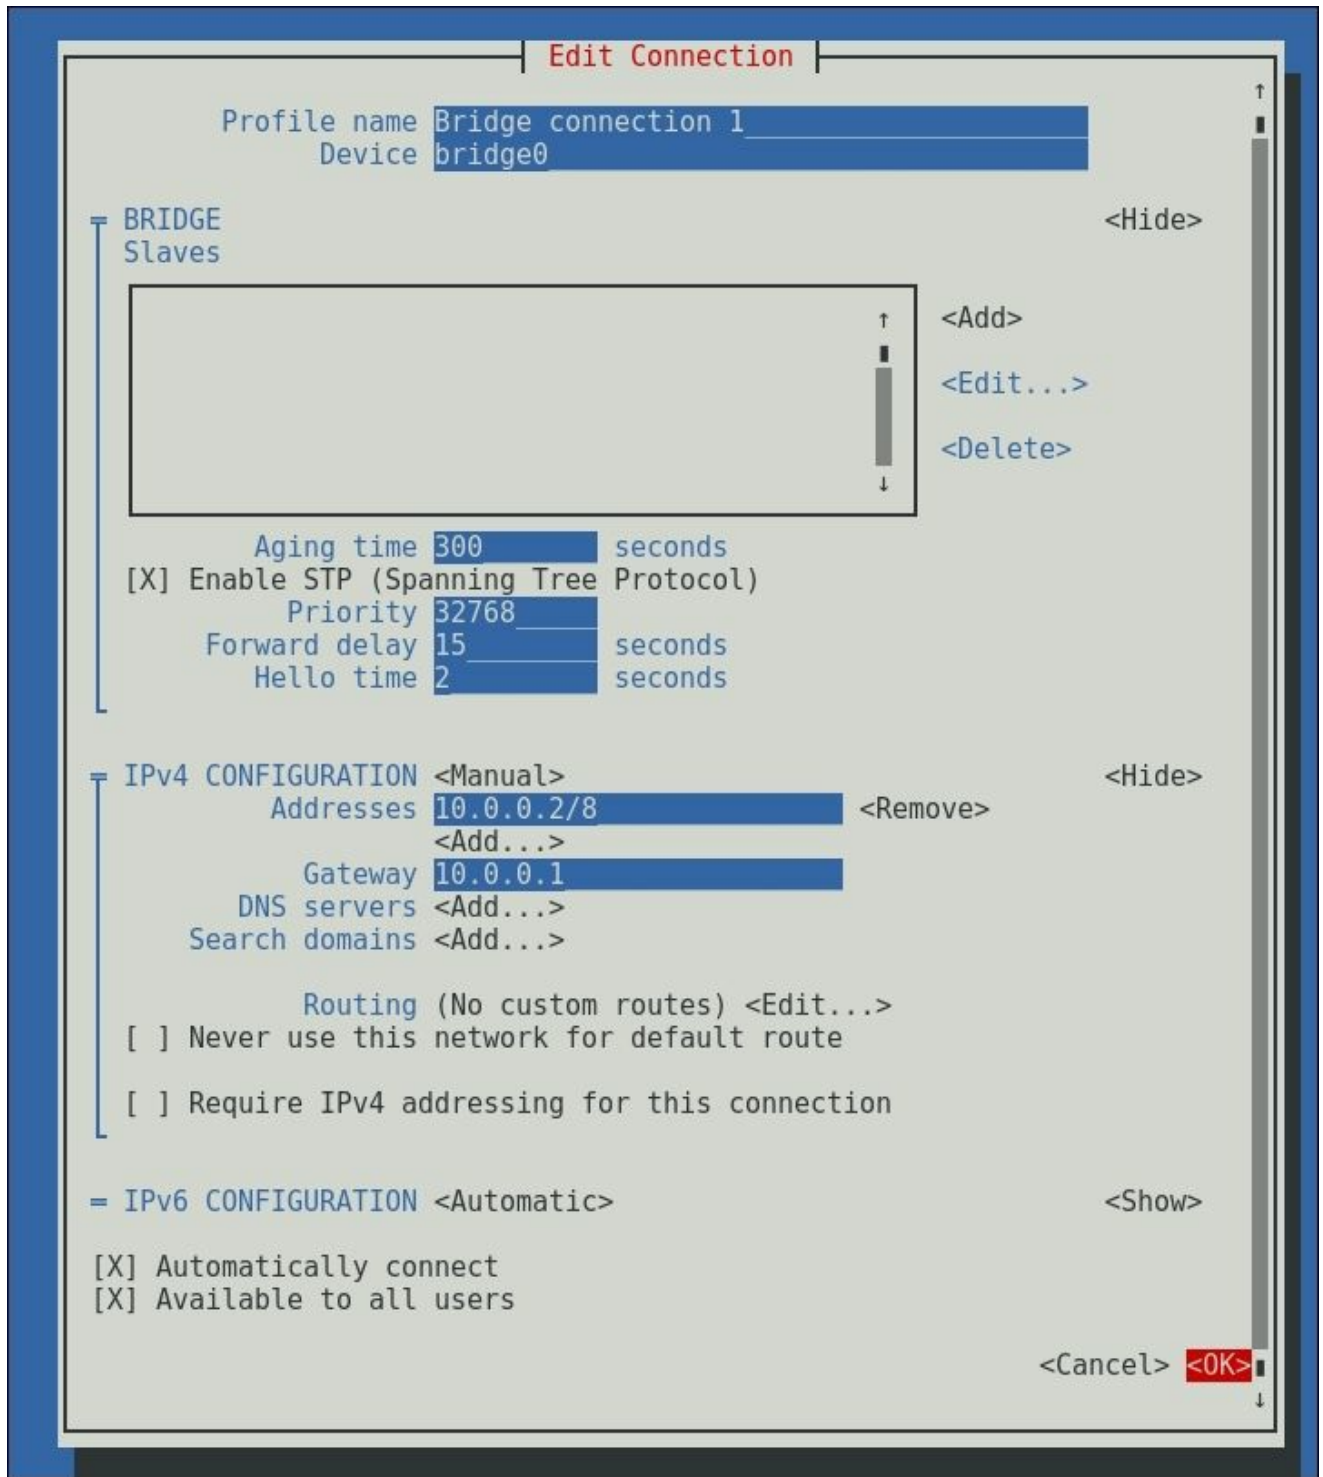 Edit Connection
Profile name Bridge connection 1
Device bridge0
BRIDGE <Hide>
Slaves
<Add>
<Edit...>
<Delete>
Aging time 300 seconds
[X] Enable STP (Spanning Tree Protocol)
Priority 32768
Forward delay 15 seconds
Hello time 2 seconds
IPv4 CONFIGURATION <Manual> <Hide>
Addresses 10.0.0.2/8 <Remove>
<Add...>
Gateway 10.0.0.1
DNS servers <Add...>
Search domains <Add...>
Routing (No custom routes) <Edit...>
[ ] Never use this network for default route
[ ] Require IPv4 addressing for this connection
IPv6 CONFIGURATION <Automatic> <Show>
[X] Automatically connect
[X] Available to all users
<Cancel> <OK>